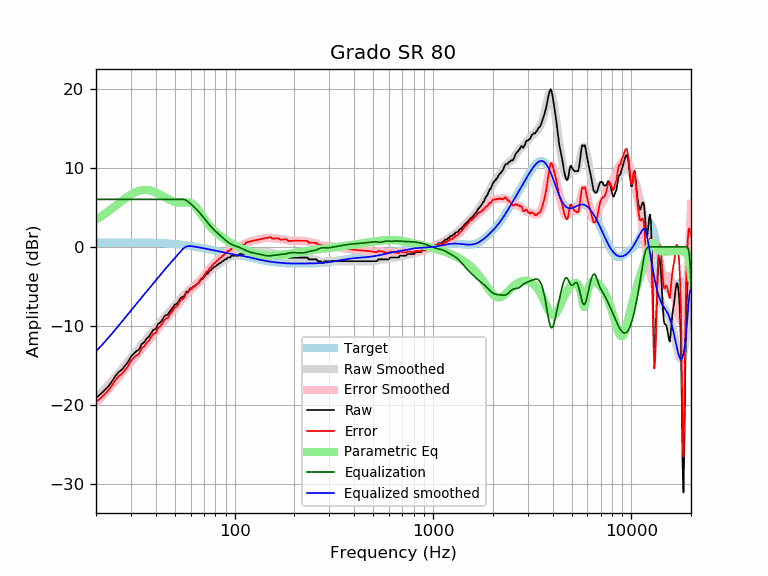 Grado SR 80
20
10
0
−10
−20
−30
Amplitude (dBr)
Target
Raw Smoothed
Error Smoothed
Raw
Error
Parametric Eq
Equalization
Equalized smoothed
100
1000
10000
Frequency (Hz)